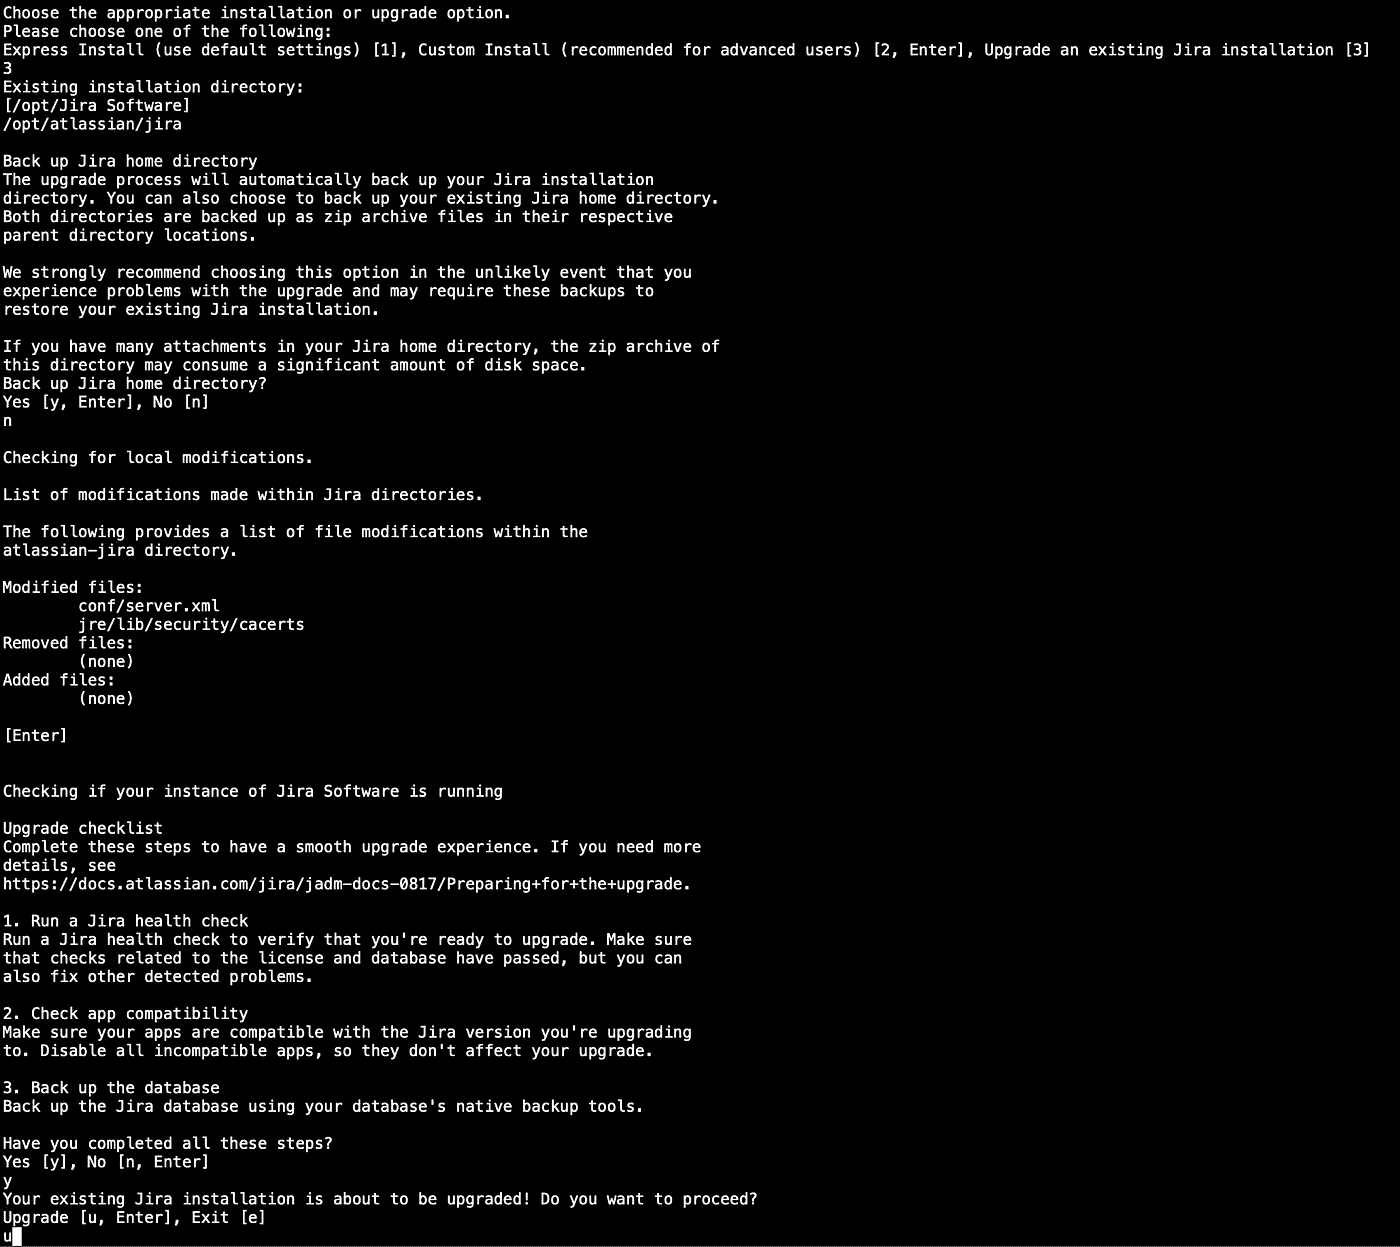 Choose the appropriate installation or upgrade option.
Please choose one of the following:
Express Install (use default settings) [1], Custom Install (recommended for advanced users) [2, Enter], Upgrade an existing Jira installation [3]
3
Existing installation directory:
[/opt/Jira Software]
/opt/atlassian/jira
Back up Jira home directory
The upgrade process will automatically back up your Jira installation
directory. You can also choose to back up your existing Jira home directory.
Both directories are backed up as zip archive files in their respective
parent directory locations.
We strongly recommend choosing this option in the unlikely event that you
experience problems with the upgrade and may require these backups to
restore your existing Jira installation.
If you have many attachments in your Jira home directory, the zip archive of
this directory may consume a significant amount of disk space.
Back up Jira home directory?
Yes [y, Enter], No [n]
n
Checking for local modifications.
List of modifications made within Jira directories.
The following provides a list of file modifications within the
atlassian-jira directory.
Modified files:
conf/server.xml
jre/lib/security/cacerts
Removed files:
(none)
Added files:
(none)
[Enter]
Checking if your instance of Jira Software is running
Upgrade checklist
Complete these steps to have a smooth upgrade experience. If you need more
details, see
https://docs.atlassian.com/jira/jadm-docs-0817/Preparing+for+the+upgrade.
1. Run a Jira health check
Run a Jira health check to verify that you're ready to upgrade. Make sure
that checks related to the license and database have passed, but you can
also fix other detected problems.
2. Check app compatibility
Make sure your apps are compatible with the Jira version you're upgrading
to. Disable all incompatible apps, so they don't affect your upgrade.
3. Back up the database
Back up the Jira database using your database's native backup tools.
Have you completed all these steps?
Yes [y], No [n, Enter]
y
Your existing Jira installation is about to be upgraded! Do you want to proceed?
Upgrade [u, Enter], Exit [e]
u